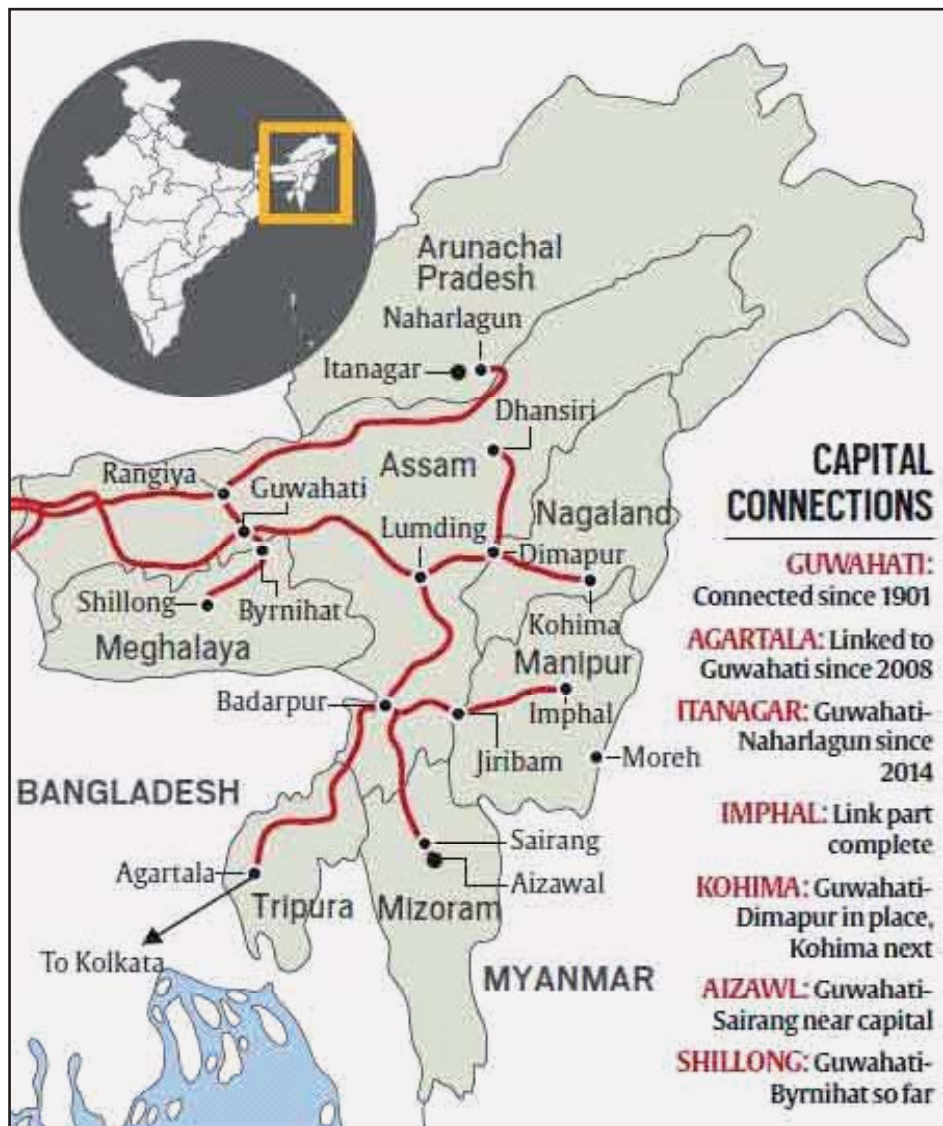 Arunachal
Pradesh
Naharlagun
Itanagar
Dhansiri
Rangiya
Guwahati
Assam
Lumding
Nagaland
Dimapur
Shillong
Byrnihat
Kohima
Meghalaya
Manipur
Badarpur
Imphal
Jiribam
Moreh
BANGLADESH
Sairang
Agartala
Aizawal
Tripura
Mizoram
To Kolkata
MYANMAR
CAPITAL
CONNECTIONS
GUWAHATI:
Connected since 1901
AGARTALA: Linked to
Guwahati since 2008
ITANAGAR: Guwahati-
Naharlagun since
2014
IMPHAL: Link part
complete
KOHIMA: Guwahati-
Dimapur in place,
Kohima next
AIZAWL: Guwahati-
Sairang near capital
SHILLONG: Guwahati-
Byrnihat so far